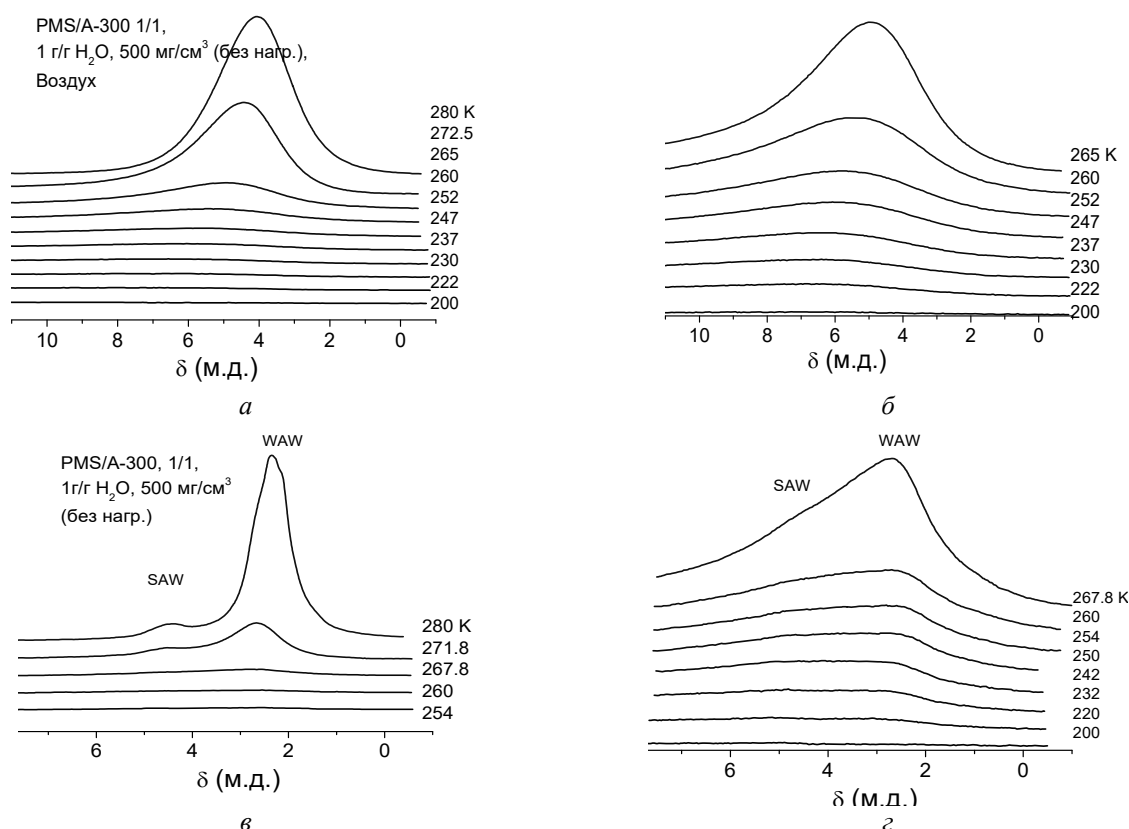 PMS/A-300 1/1,
1 г/г H₂O, 500 мг/см³ (без нагр.),
Воздух
280 K
272.5
265
260
252
247
237
230
222
200
10 8 6 4 2 0
δ (м.д.)
а
265 K
260
252
247
237
230
222
200
10 8 6 4 2 0
δ (м.д.)
б
WAW
PMS/A-300, 1/1,
1г/г H₂O, 500 мг/см³
(без нагр.)
SAW
280 K
271.8
267.8
260
254
6 4 2 0
δ (м.д.)
в
WAW
SAW
267.8 K
260
254
250
242
232
220
200
6 4 2 0
δ (м.д.)
г